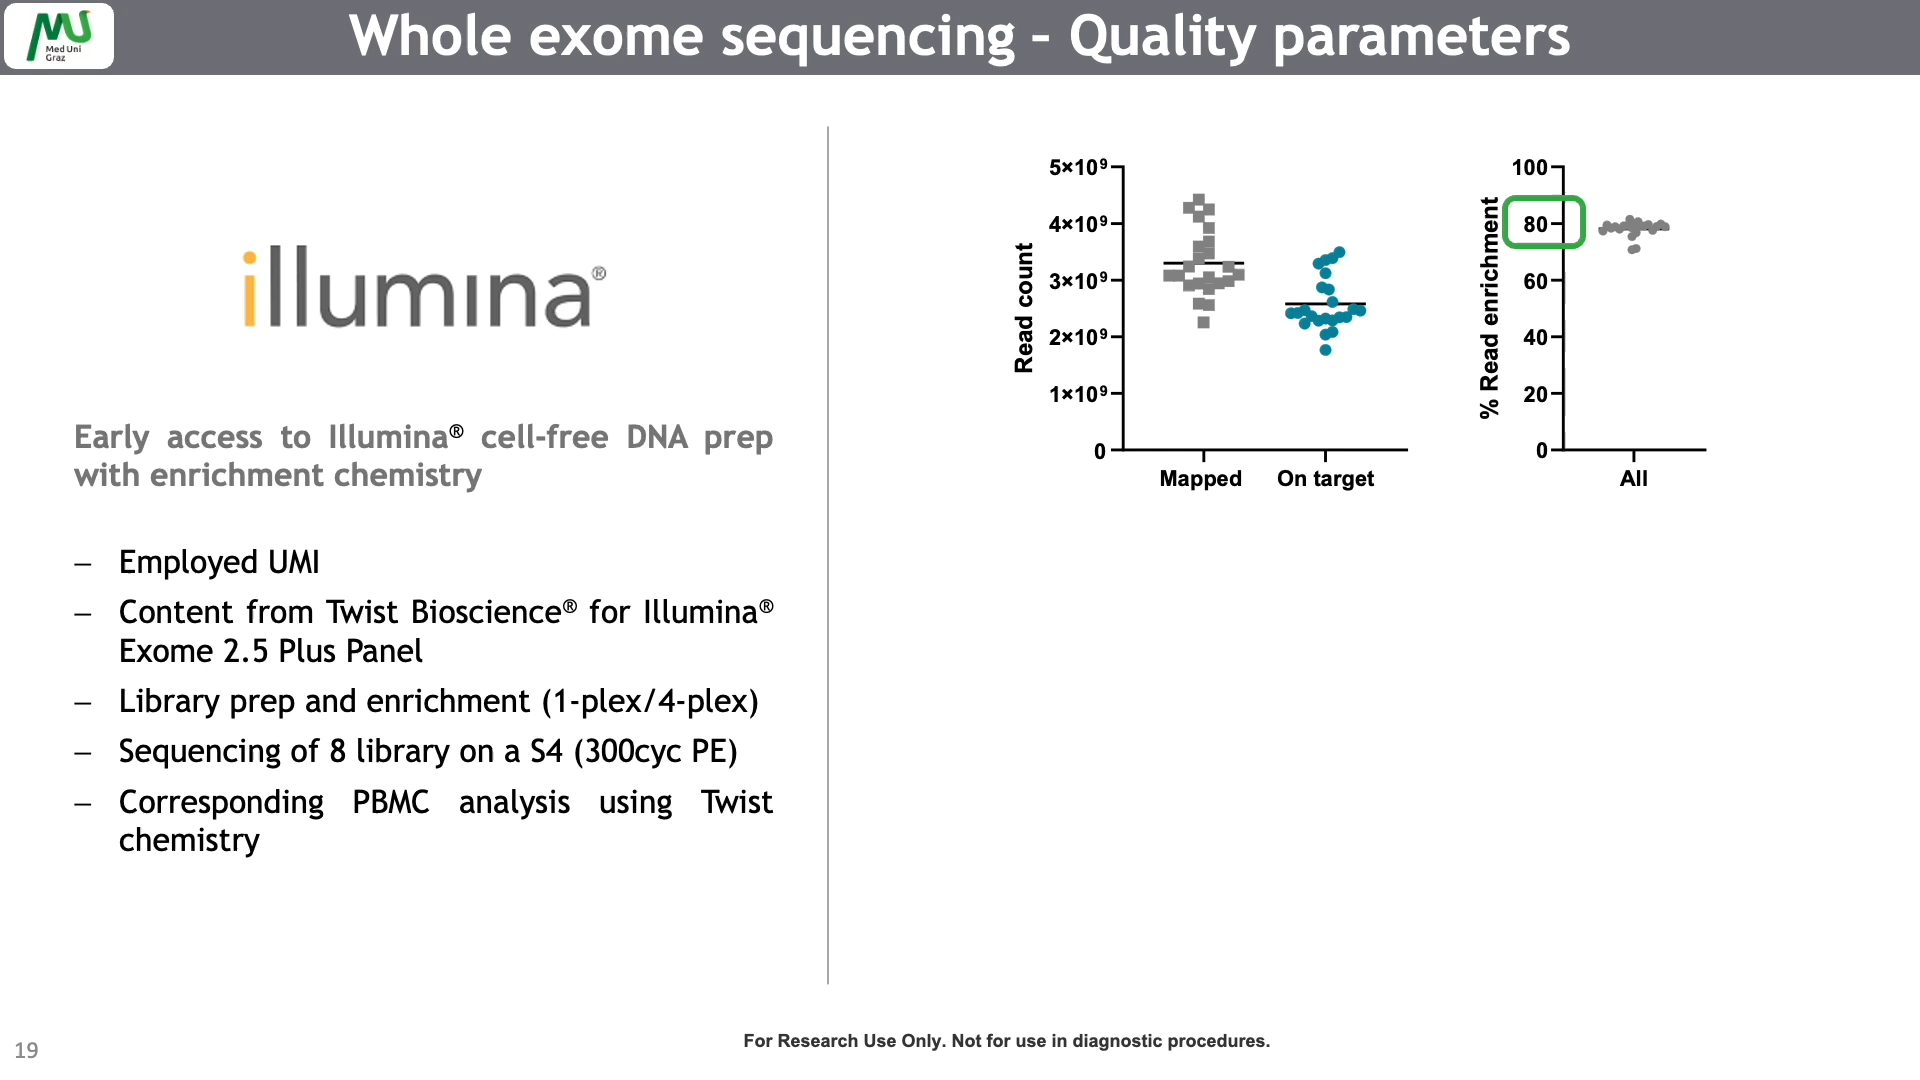 Med Uni
Graz
Whole exome sequencing – Quality parameters
illumina®
Early access to Illumina® cell-free DNA prep
with enrichment chemistry
– Employed UMI
– Content from Twist Bioscience® for Illumina®
Exome 2.5 Plus Panel
– Library prep and enrichment (1-plex/4-plex)
– Sequencing of 8 library on a S4 (300cyc PE)
– Corresponding PBMC analysis using Twist
chemistry
Read count
5×10⁹
4×10⁹
3×10⁹
2×10⁹
1×10⁹
0
Mapped
On target
% Read enrichment
100
80
60
40
20
0
All
For Research Use Only. Not for use in diagnostic procedures.
19